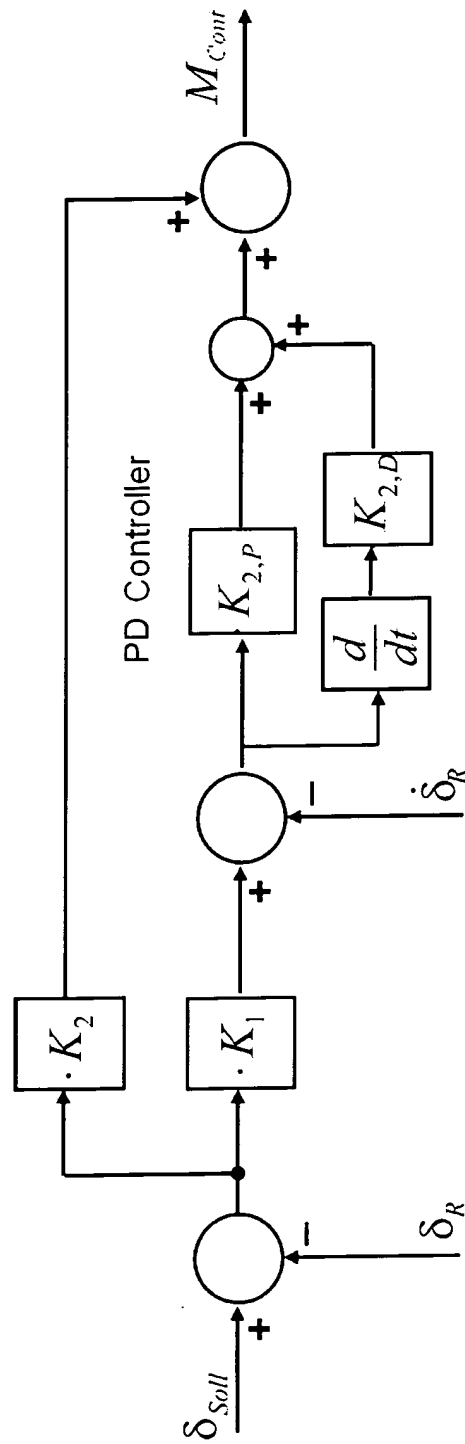 δ_Soll
+
−
δ_R
· K_2
· K_1
+
−
δ̇_R
PD Controller
· K_2,P
d/dt
K_2,D
+
+
+
+
M_Cont